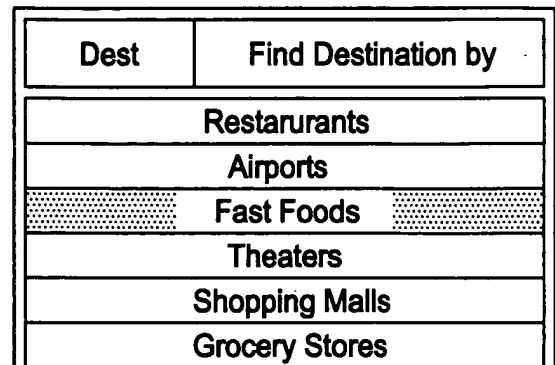 Dest Find Destination by
Restarurants
Airports
Fast Foods
Theaters
Shopping Malls
Grocery Stores